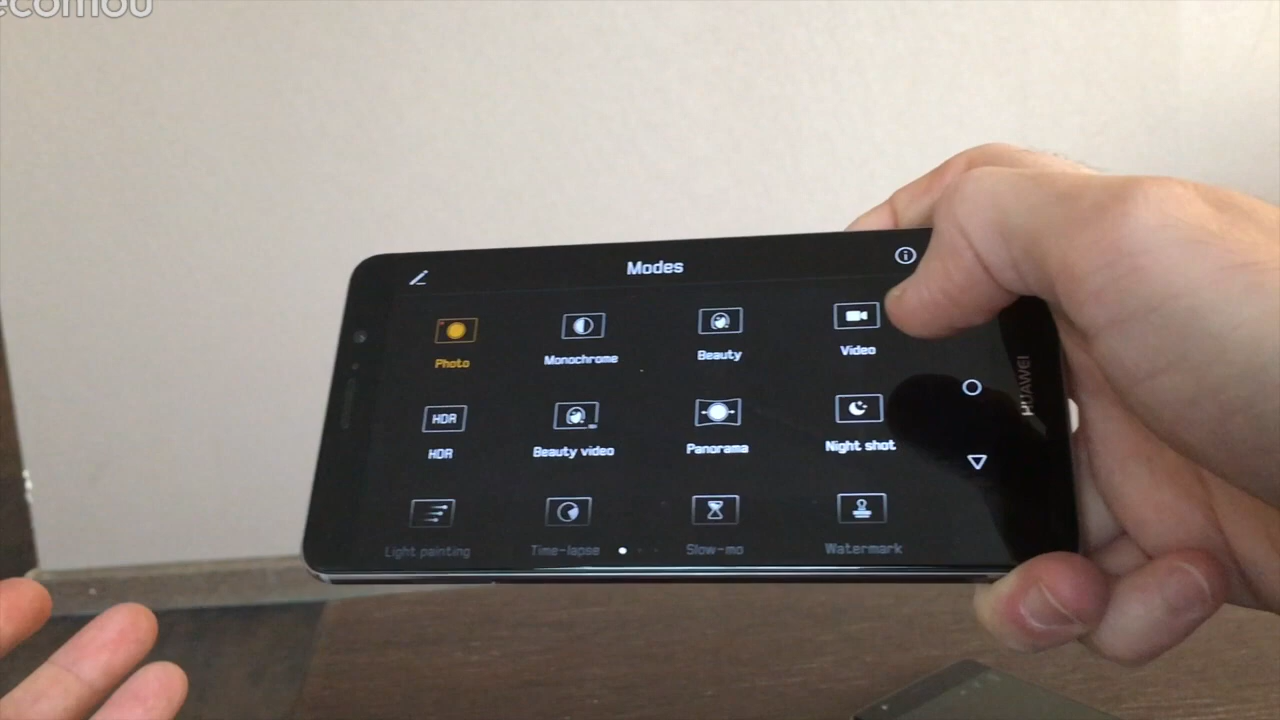 ecomou
Modes
Photo
Monochrome
Beauty
Video
HDR
HDR
Beauty video
Panorama
Night shot
Light painting
Time-lapse
Slow-mo
Watermark
HUAWEI